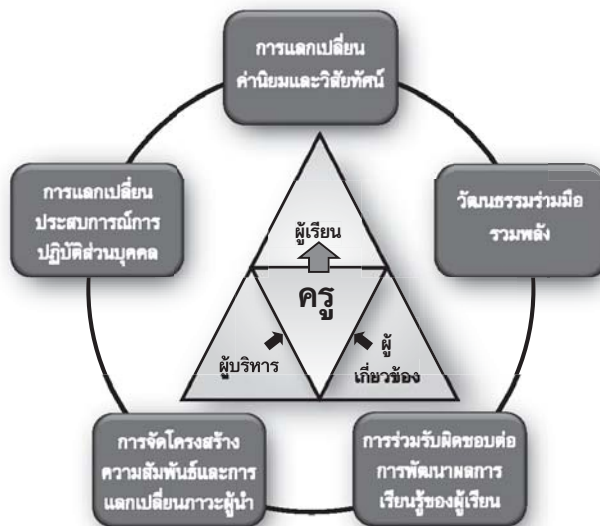 การแลกเปลี่ยน
ค่านิยมและวิสัยทัศน์
การแลกเปลี่ยน
ประสบการณ์การ
ปฏิบัติส่วนบุคคล
วัฒนธรรมร่วมมือ
รวมพลัง
ผู้เรียน
ครู
ผู้บริหาร
ผู้
เกี่ยวข้อง
การจัดโครงสร้าง
ความสัมพันธ์และการ
แลกเปลี่ยนภาวะผู้นำ
การร่วมรับผิดชอบต่อ
การพัฒนาผลการ
เรียนรู้ของผู้เรียน